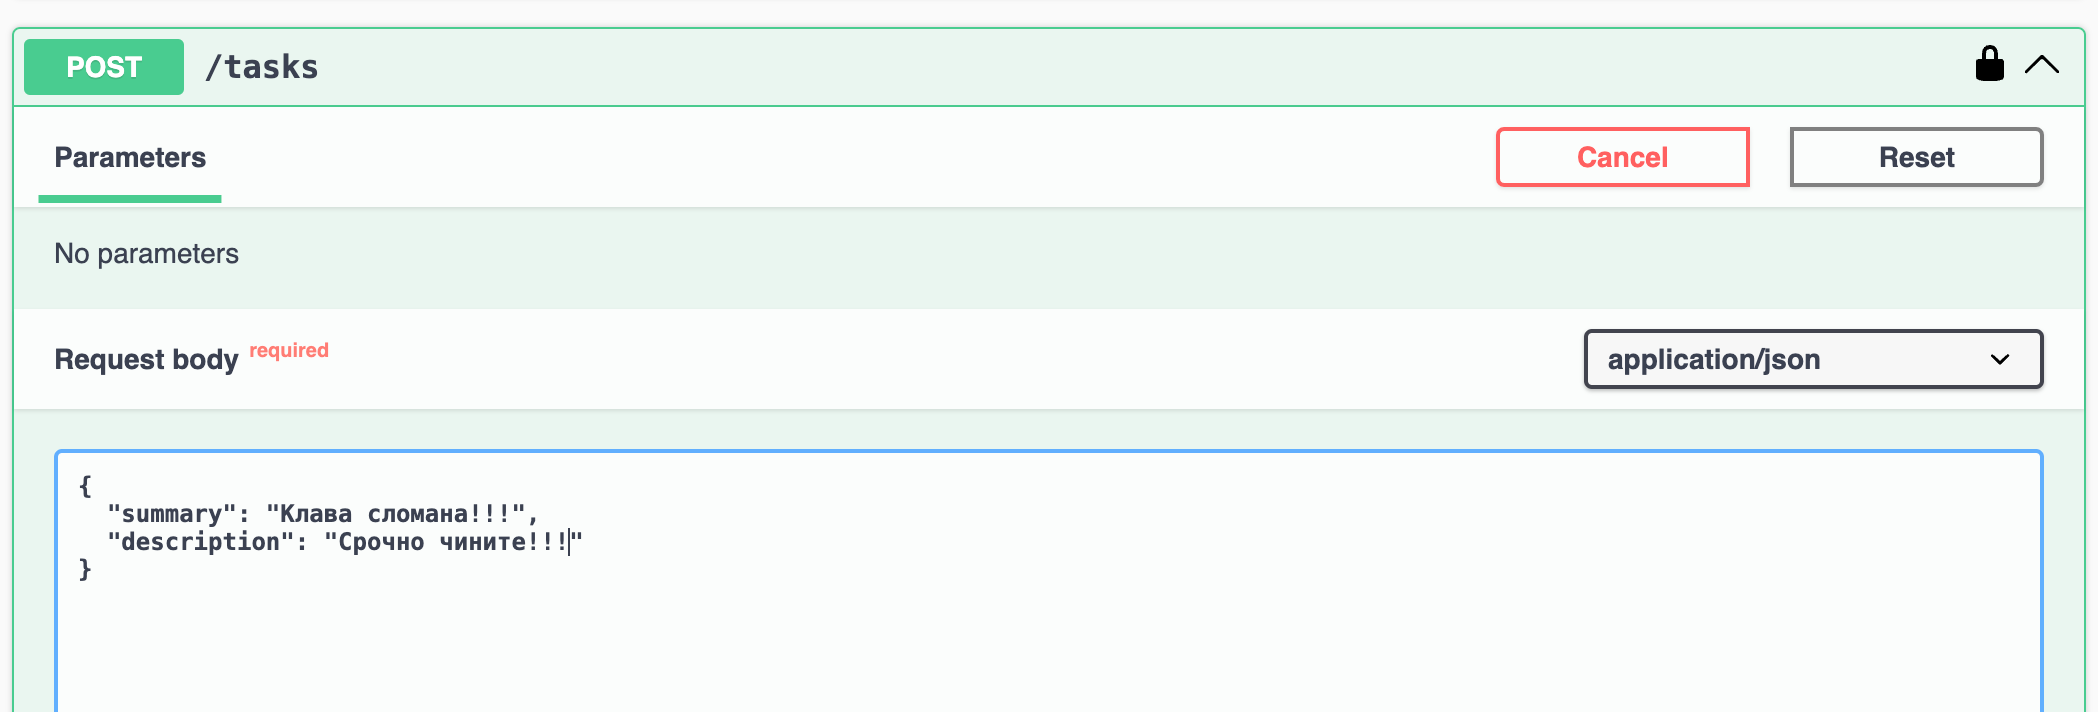 POST /tasks
Parameters Cancel Reset
No parameters
Request body required application/json
{
"summary": "Клава сломана!!!",
"description": "Срочно чините!!!"
}